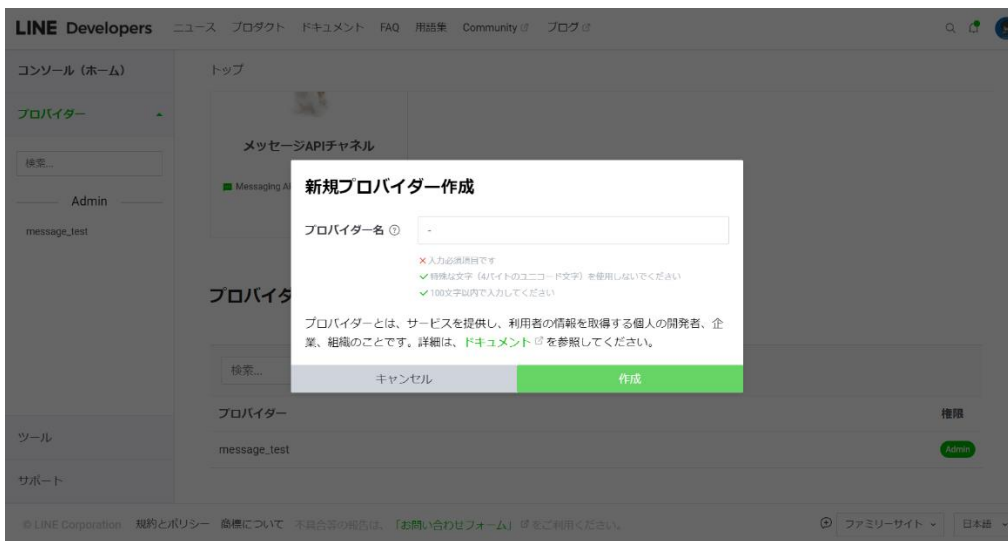 LINE Developers ニュース プロダクト ドキュメント FAQ 用語集 Community ブログ
コンソール（ホーム）
トップ
プロバイダー
検索...
Admin
message_test
メッセージAPIチャネル
Messaging A
新規プロバイダー作成
プロバイダー名
-
入力必須項目です
特殊な文字（4バイトのユニコード文字）を使用しないでください
100文字以内で入力してください
プロバイダーとは、サービスを提供し、利用者の情報を取得する個人の開発者、企
業、組織のことです。詳細は、ドキュメントを参照してください。
キャンセル 作成
プロバイダ
検索...
プロバイダー 権限
message_test Admin
ツール
サポート
© LINE Corporation 規約とポリシー 商標について 不具合等の報告は、「お問い合わせフォーム」をご利用ください。 ファミリーサイト 日本語